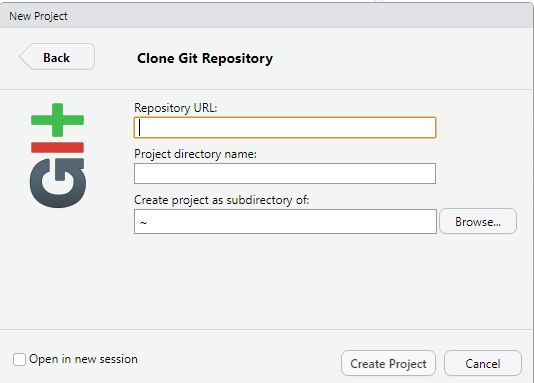 New Project
Back
Clone Git Repository
GIt
Repository URL:
Project directory name:
Create project as subdirectory of:
~
Browse...
Open in new session
Create Project
Cancel